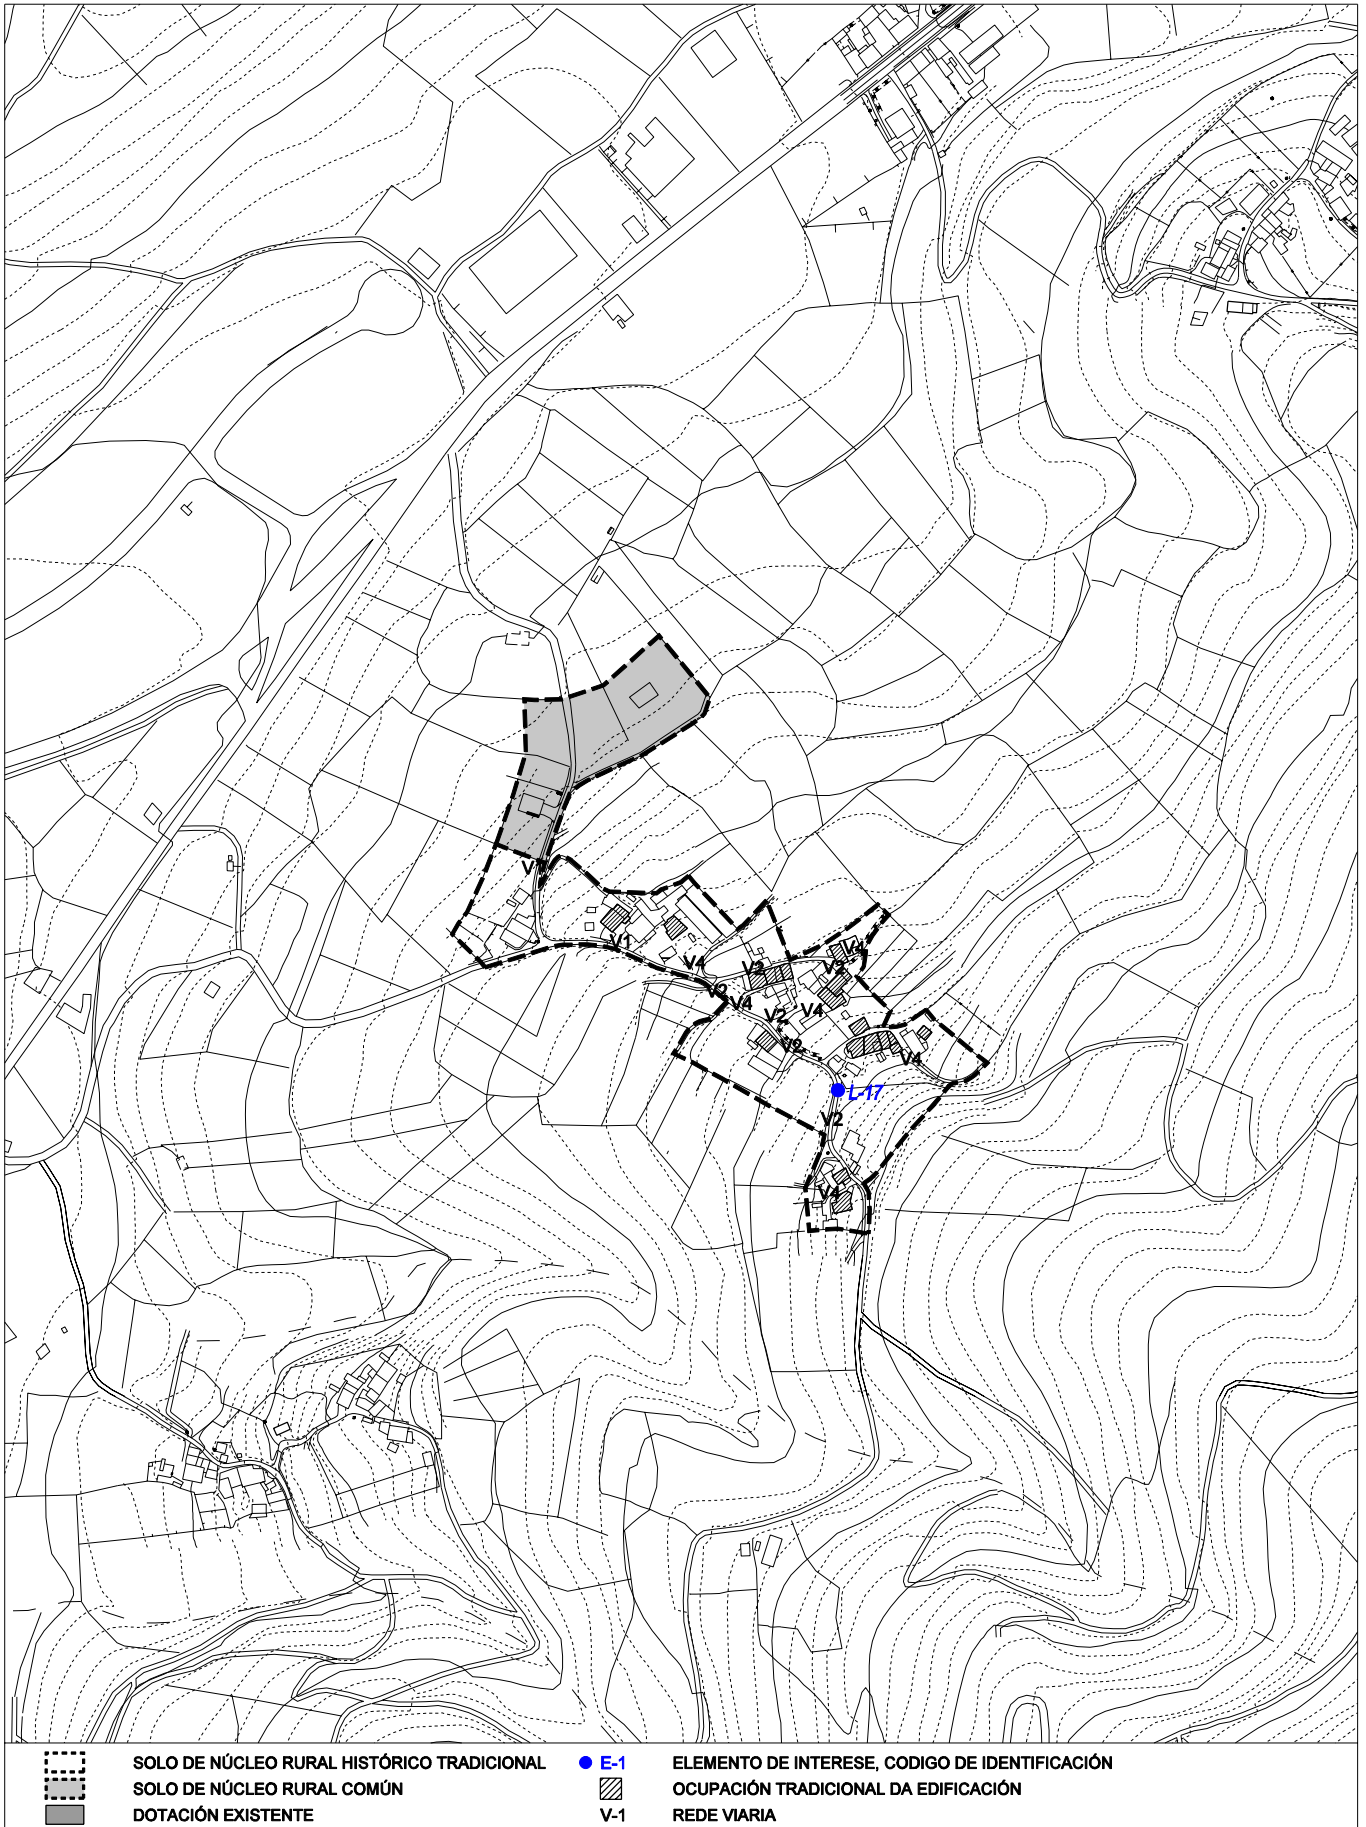 V1
V1
V4
V2
V4
V2
V2
V4
V2
V4
V2
V4
L-17
V2
V4
SOLO DE NÚCLEO RURAL HISTÓRICO TRADICIONAL
E-1 ELEMENTO DE INTERESE, CODIGO DE IDENTIFICACIÓN
SOLO DE NÚCLEO RURAL COMÚN
OCUPACIÓN TRADICIONAL DA EDIFICACIÓN
DOTACIÓN EXISTENTE
V-1 REDE VIARIA